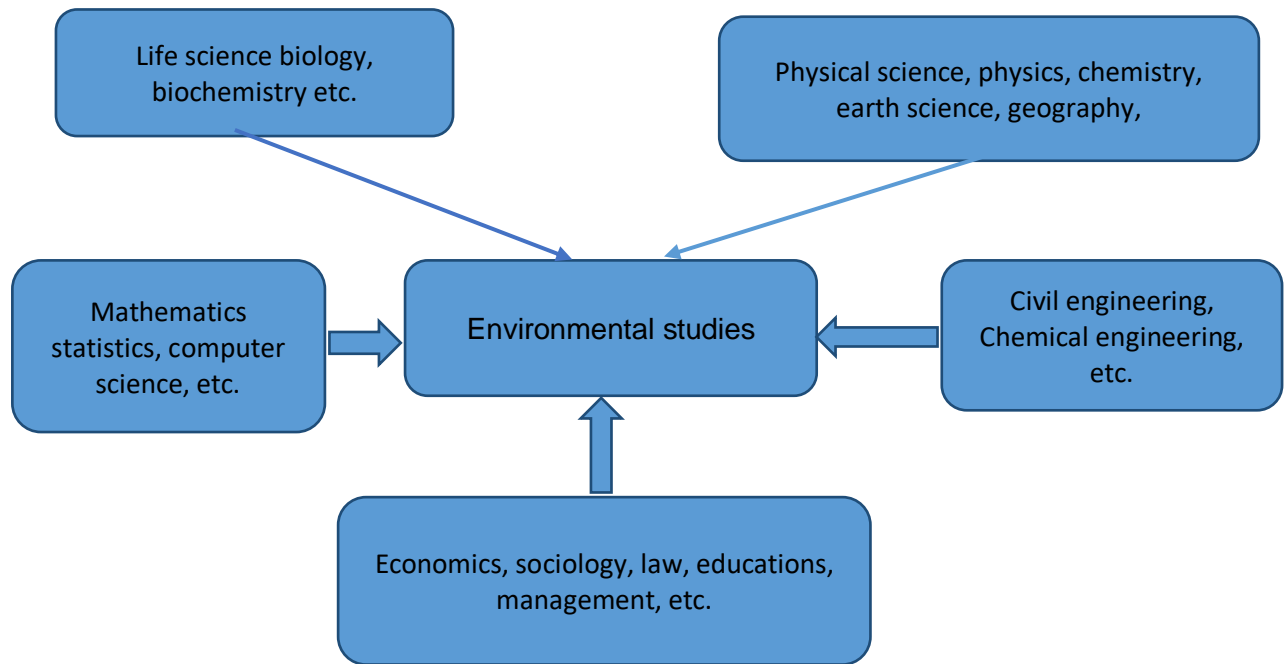 Life science biology,
biochemistry etc.
Physical science, physics, chemistry,
earth science, geography,
Mathematics
statistics, computer
science, etc.
Environmental studies
Civil engineering,
Chemical engineering,
etc.
Economics, sociology, law, educations,
management, etc.